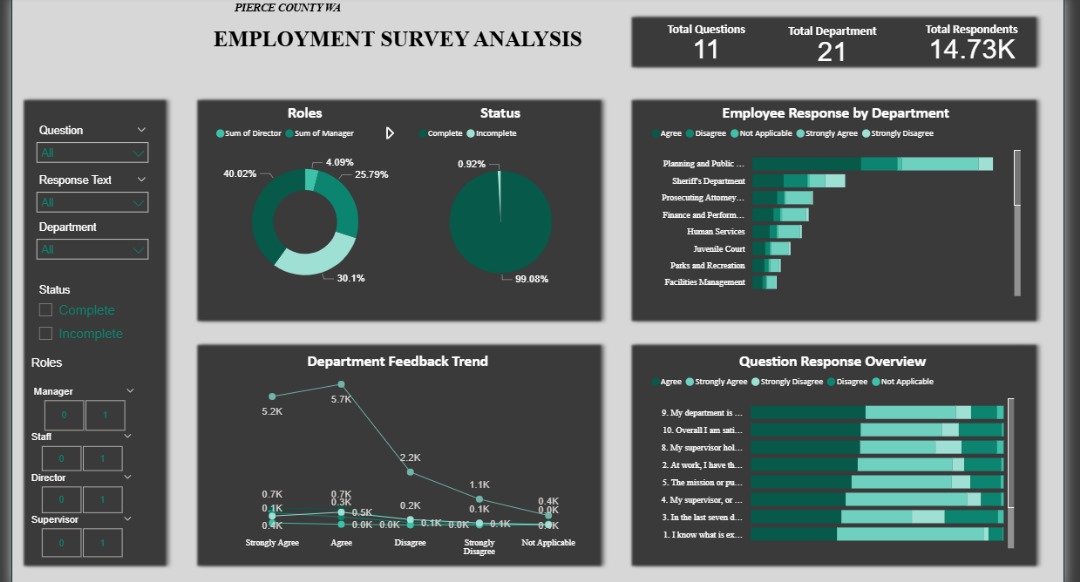 PIERCE COUNTY WA
EMPLOYMENT SURVEY ANALYSIS
Total Questions
11
Total Department
21
Total Respondents
14.73K
Question
All
Response Text
All
Department
All
Status
Complete
Incomplete
Roles
Manager
0 1
Staff
0 1
Director
0 1
Supervisor
0 1
Roles
Sum of Director Sum of Manager
4.09%
25.79%
40.02%
30.1%
Status
Complete Incomplete
0.92%
99.08%
Employee Response by Department
Agree Disagree Not Applicable Strongly Agree Strongly Disagree
Planning and Public ...
Sheriff's Department
Prosecuting Attorney...
Finance and Perform...
Human Services
Juvenile Court
Parks and Recreation
Facilities Management
Department Feedback Trend
5.2K
5.7K
2.2K
1.1K
0.4K
0.7K
0.1K
0.4K
0.7K
0.3K
0.5K
0.0K
0.0K
0.2K
0.1K
0.0K
0.1K
0.1K
0.0K
Strongly Agree
Agree
Disagree
Strongly Disagree
Not Applicable
Question Response Overview
Agree Strongly Agree Strongly Disagree Disagree Not Applicable
9. My department is ...
10. Overall I am sati...
8. My supervisor hol...
2. At work, I have th...
5. The mission or pu...
4. My supervisor, or ...
3. In the last seven d...
1. I know what is ex...